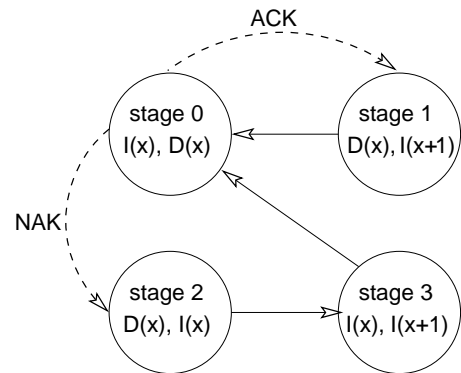 ACK
stage 0
I(x), D(x)
stage 1
D(x), I(x+1)
NAK
stage 2
D(x), I(x)
stage 3
I(x), I(x+1)